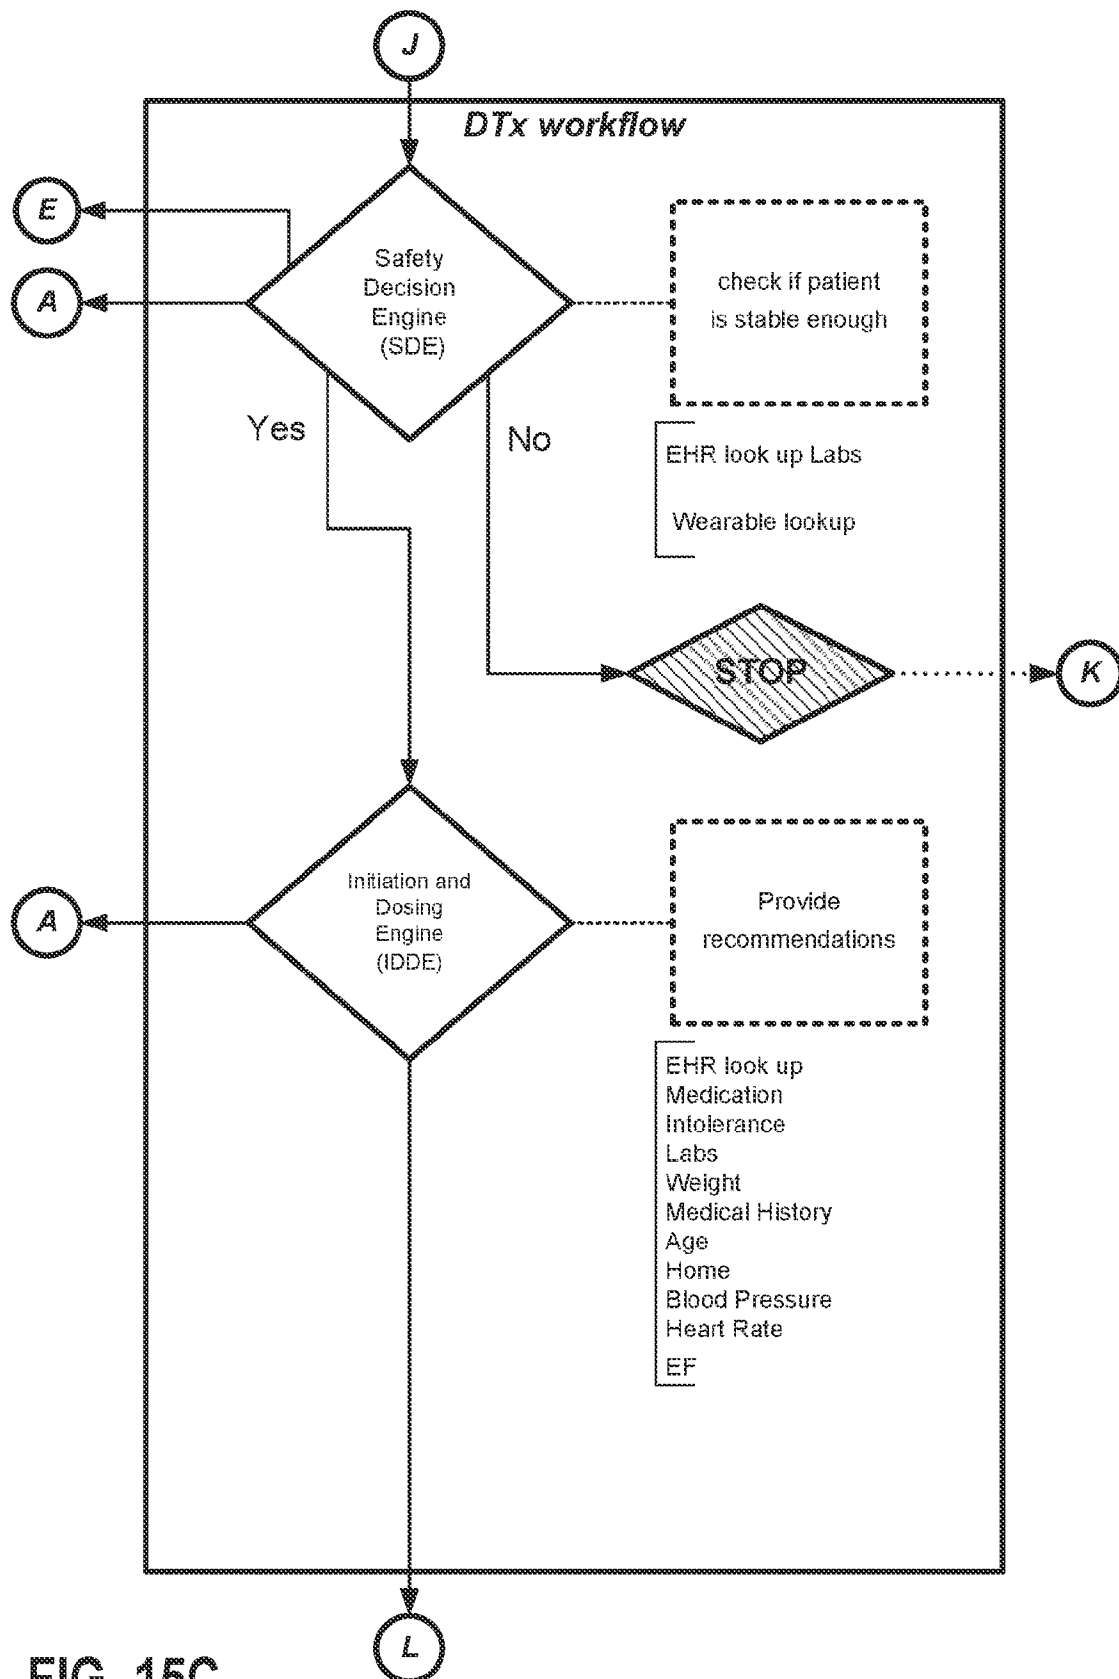 J
DTx workflow
E
A
Safety
Decision
Engine
(SDE)
check if patient
is stable enough
Yes
No
EHR look up Labs
Wearable lookup
STOP
K
A
Initiation and
Dosing
Engine
(IDDE)
Provide
recommendations
EHR look up
Medication
Intolerance
Labs
Weight
Medical History
Age
Home
Blood Pressure
Heart Rate
EF
L
FIG. 15C